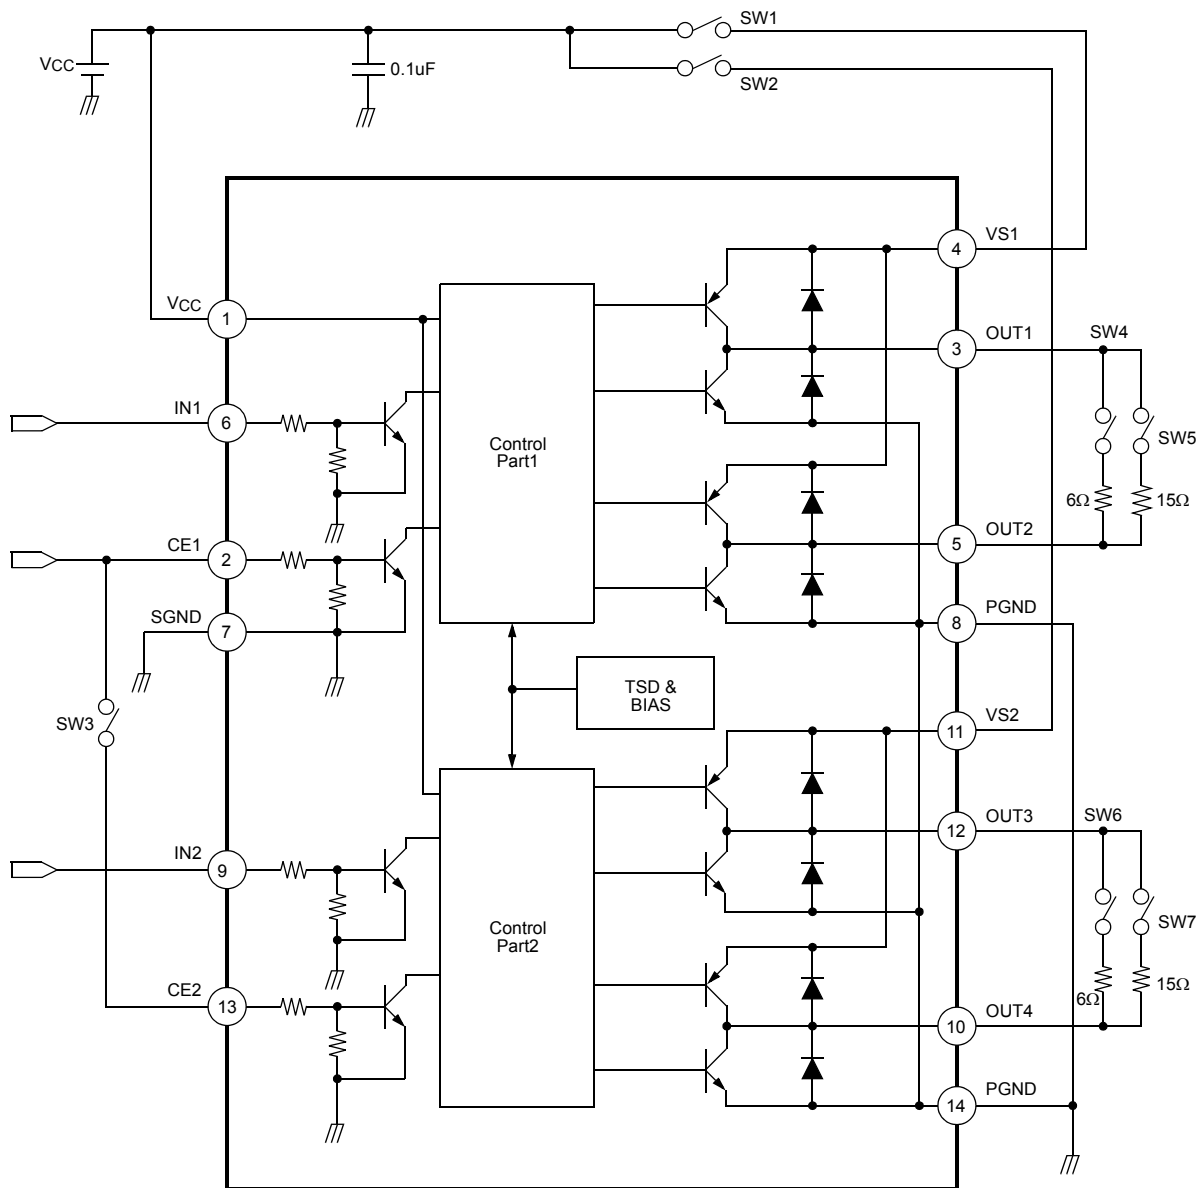 SW1
VCC
0.1uF
SW2
4
VS1
VCC
1
3
OUT1
SW4
IN1
6
Control
Part1
SW5
6Ω
15Ω
CE1
2
5
OUT2
SGND
7
8
PGND
TSD &
BIAS
SW3
11
VS2
12
OUT3
SW6
IN2
9
Control
Part2
SW7
6Ω
15Ω
CE2
13
10
OUT4
14
PGND